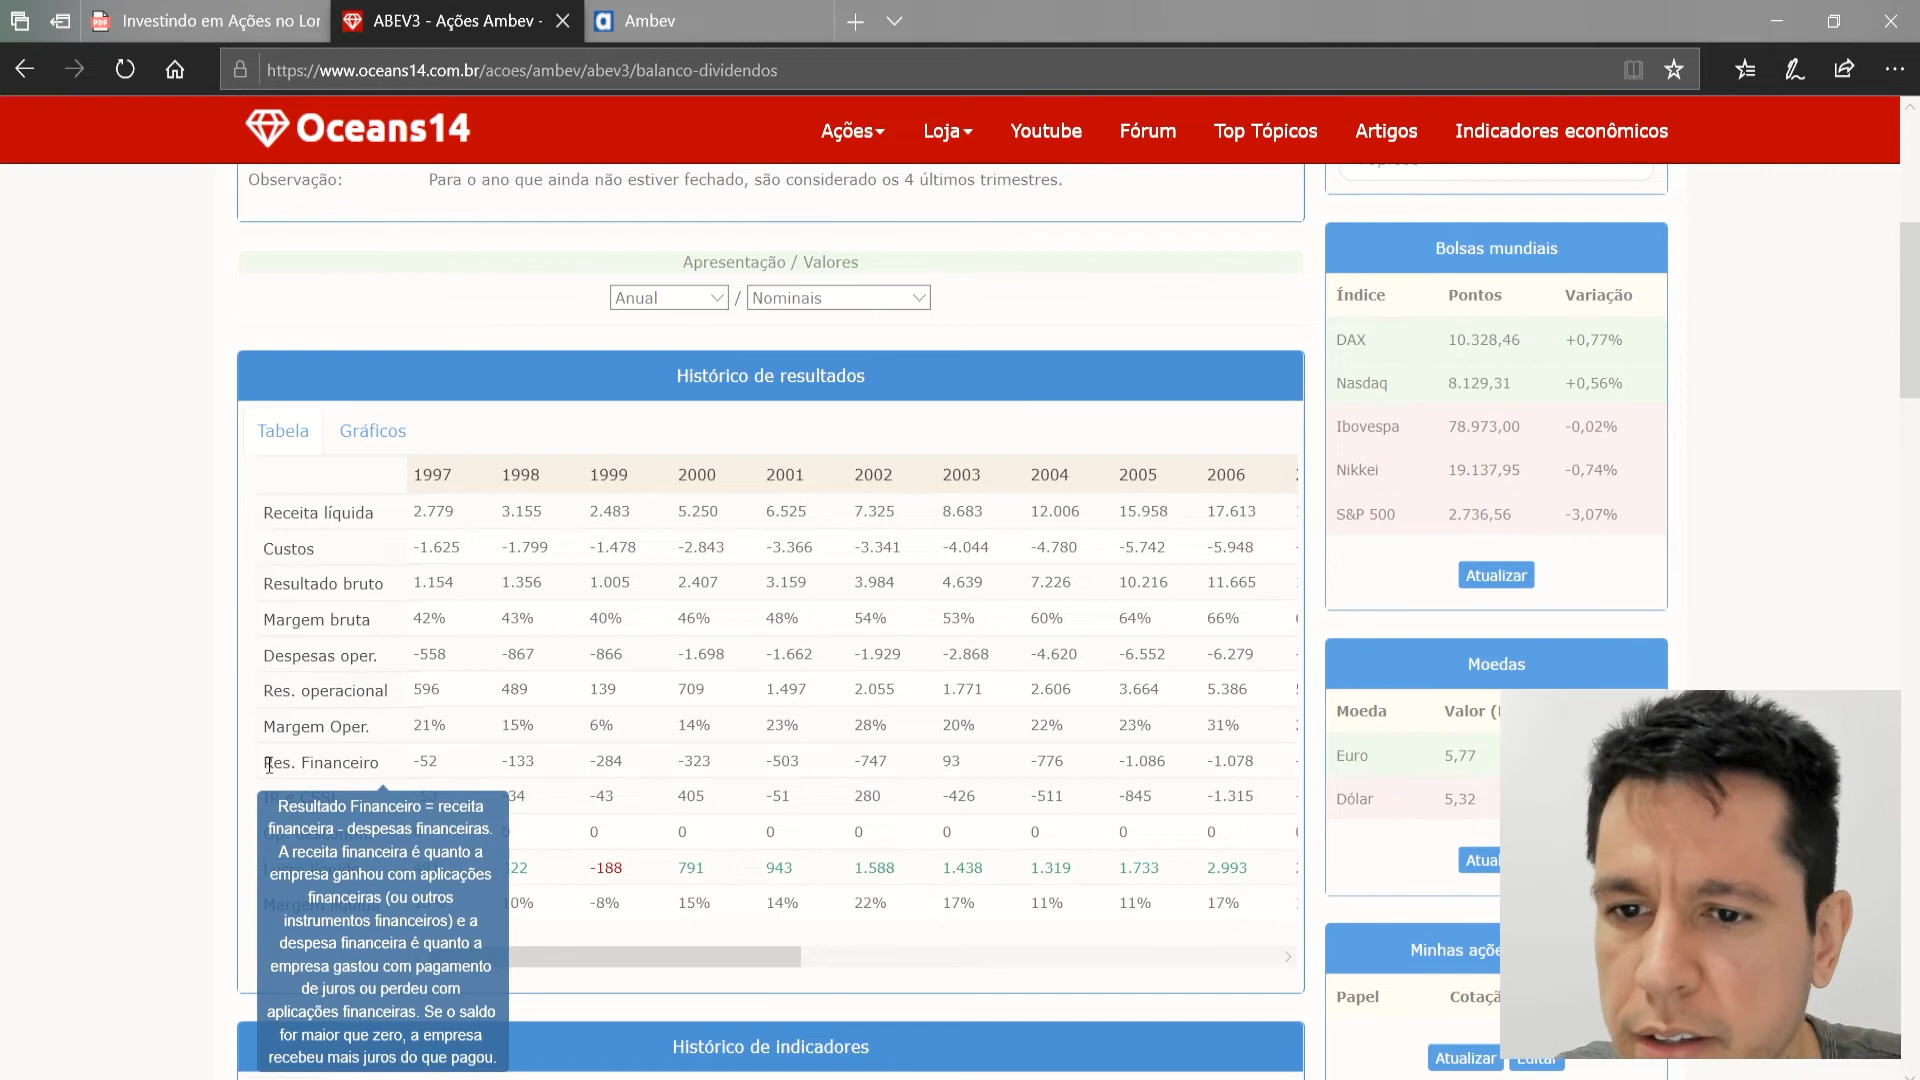 Investindo em Ações no Lor
ABEV3 - Ações Ambev -
Ambev
https://www.oceans14.com.br/acoes/ambev/abev3/balanco-dividendos
Oceans14
Ações
Loja
Youtube
Fórum
Top Tópicos
Artigos
Indicadores econômicos
Observação: Para o ano que ainda não estiver fechado, são considerado os 4 últimos trimestres.
Apresentação / Valores
Anual / Nominais
Histórico de resultados
Tabela Gráficos
1997 1998 1999 2000 2001 2002 2003 2004 2005 2006
Receita líquida 2.779 3.155 2.483 5.250 6.525 7.325 8.683 12.006 15.958 17.613
Custos -1.625 -1.799 -1.478 -2.843 -3.366 -3.341 -4.044 -4.780 -5.742 -5.948
Resultado bruto 1.154 1.356 1.005 2.407 3.159 3.984 4.639 7.226 10.216 11.665
Margem bruta 42% 43% 40% 46% 48% 54% 53% 60% 64% 66%
Despesas oper. -558 -867 -866 -1.698 -1.662 -1.929 -2.868 -4.620 -6.552 -6.279
Res. operacional 596 489 139 709 1.497 2.055 1.771 2.606 3.664 5.386
Margem Oper. 21% 15% 6% 14% 23% 28% 20% 22% 23% 31%
Res. Financeiro -52 -133 -284 -323 -503 -747 93 -776 -1.086 -1.078
IR e CSSL 34 -43 405 -51 280 -426 -511 -845 -1.315
0 0 0 0 0 0 0 0 0
22 -188 791 943 1.588 1.438 1.319 1.733 2.993
Margem líquida 10% -8% 15% 14% 22% 17% 11% 11% 17%
Resultado Financeiro = receita
financeira - despesas financeiras.
A receita financeira é quanto a
empresa ganhou com aplicações
financeiras (ou outros
instrumentos financeiros) e a
despesa financeira é quanto a
empresa gastou com pagamento
de juros ou perdeu com
aplicações financeiras. Se o saldo
for maior que zero, a empresa
recebeu mais juros do que pagou.
Histórico de indicadores
Bolsas mundiais
Índice Pontos Variação
DAX 10.328,46 +0,77%
Nasdaq 8.129,31 +0,56%
Ibovespa 78.973,00 -0,02%
Nikkei 19.137,95 -0,74%
S&P 500 2.736,56 -3,07%
Atualizar
Moedas
Moeda Valor (
Euro 5,77
Dólar 5,32
Atual
Minhas açõe
Papel Cotaçã
Atualizar Editar